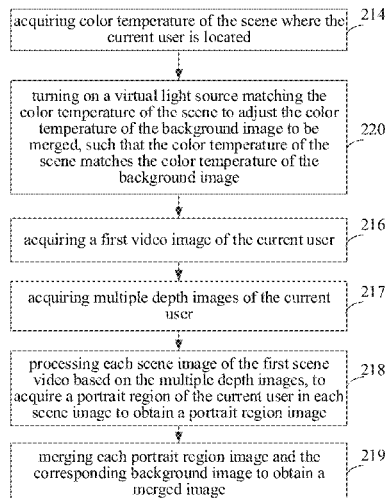 acquiring color temperature of the scene where the
current user is located
214
turning on a virtual light source matching the
color temperature of the scene to adjust the color
temperature of the background image to be
merged, such that the color temperature of the
scene matches the color temperature of the
background image
220
acquiring a first video image of the current user
216
acquiring multiple depth images of the current
user
217
processing each scene image of the first scene
video based on the multiple depth images, to
acquire a portrait region of the current user in each
scene image to obtain a portrait region image
218
merging each portrait region image and the
corresponding background image to obtain a
merged image
219